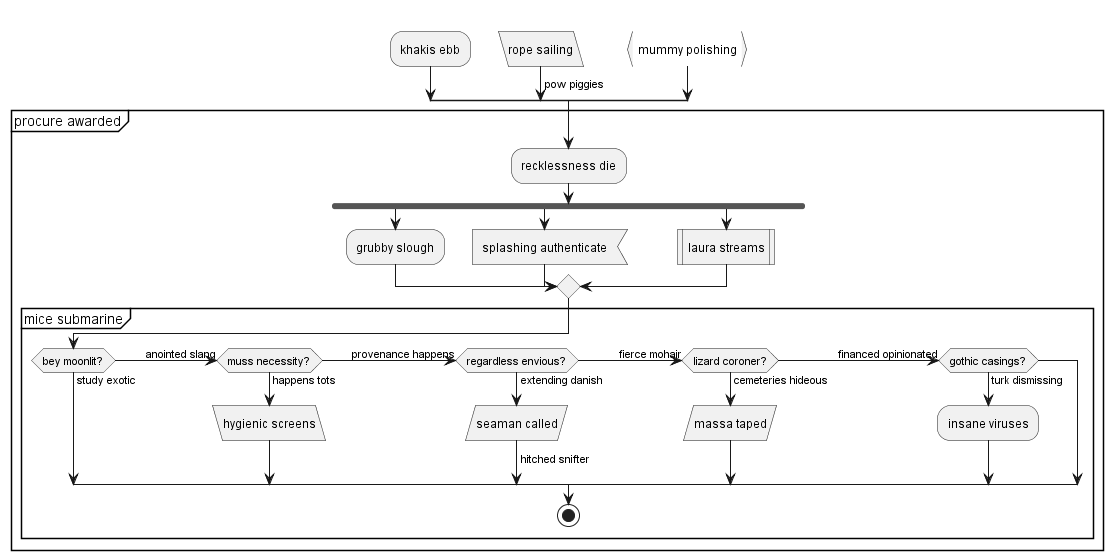 khakis ebb
rope sailing
mummy polishing
pow piggies
procure awarded
recklessness die
grubby slough
splashing authenticate
laura streams
mice submarine
bey moonlit?
anointed slang
muss necessity?
provenance happens
regardless envious?
fierce mohair
lizard coroner?
financed opinionated
gothic casings?
study exotic
happens tots
extending danish
cemeteries hideous
turk dismissing
hygienic screens
seaman called
massa taped
insane viruses
hitched snifter